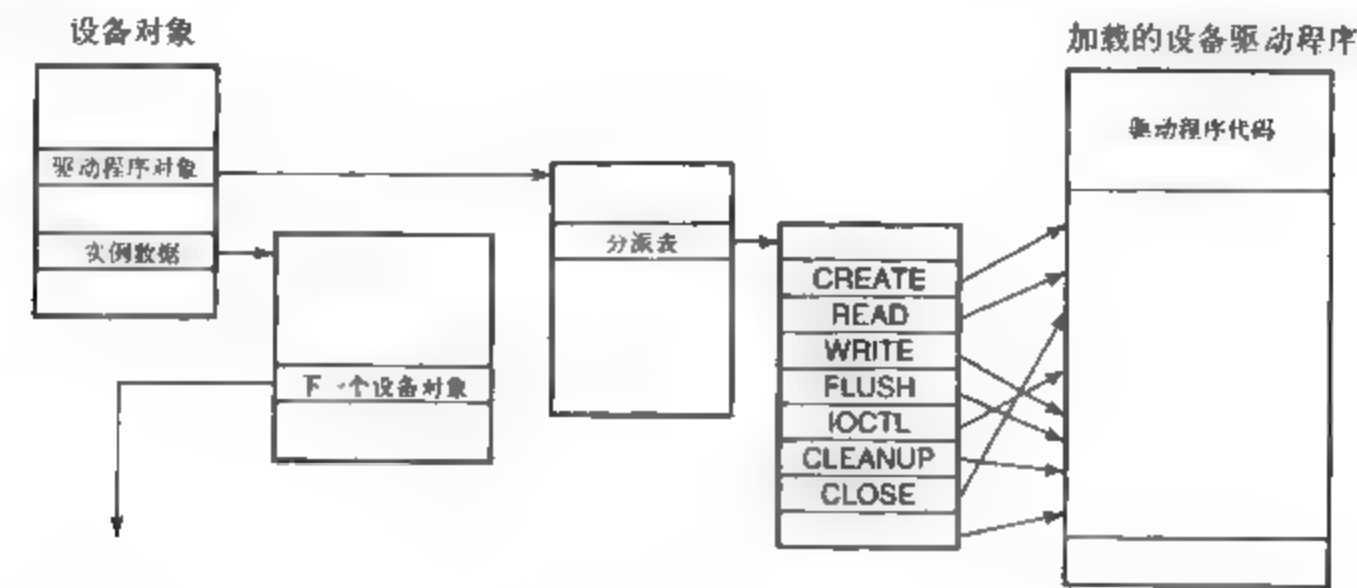 设备对象
加载的设备驱动程序
驱动程序代码
驱动程序对象
实例数据
分派表
下一个设备对象
CREATE
READ
WRITE
FLUSH
IOCTL
CLEANUP
CLOSE